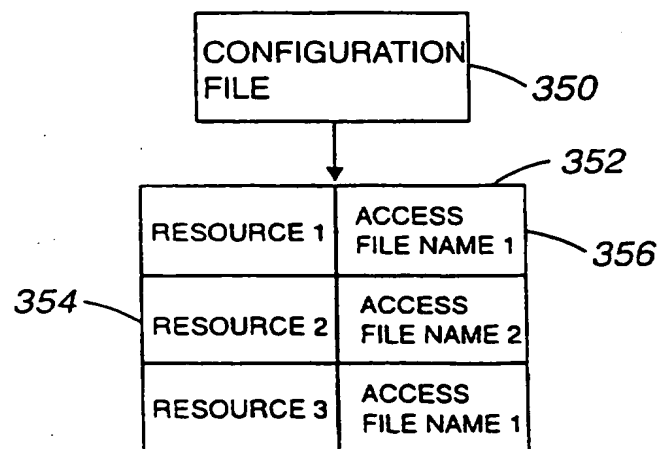 CONFIGURATION
FILE
350
352
RESOURCE 1
ACCESS
FILE NAME 1
356
354
RESOURCE 2
ACCESS
FILE NAME 2
RESOURCE 3
ACCESS
FILE NAME 1